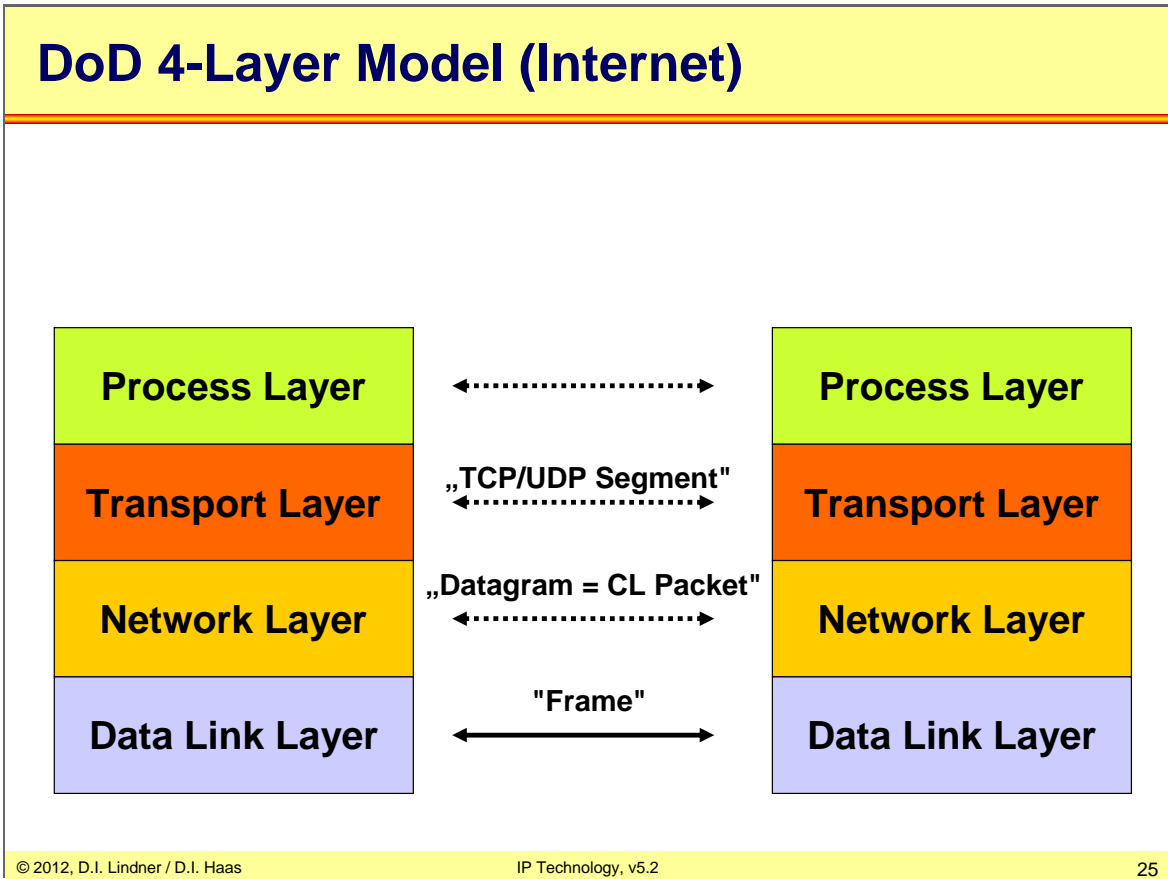 DoD 4-Layer Model (Internet)
Process Layer
Process Layer
„TCP/UDP Segment"
Transport Layer
Transport Layer
„Datagram = CL Packet"
Network Layer
Network Layer
"Frame"
Data Link Layer
Data Link Layer
© 2012, D.I. Lindner / D.I. Haas
IP Technology, v5.2
25